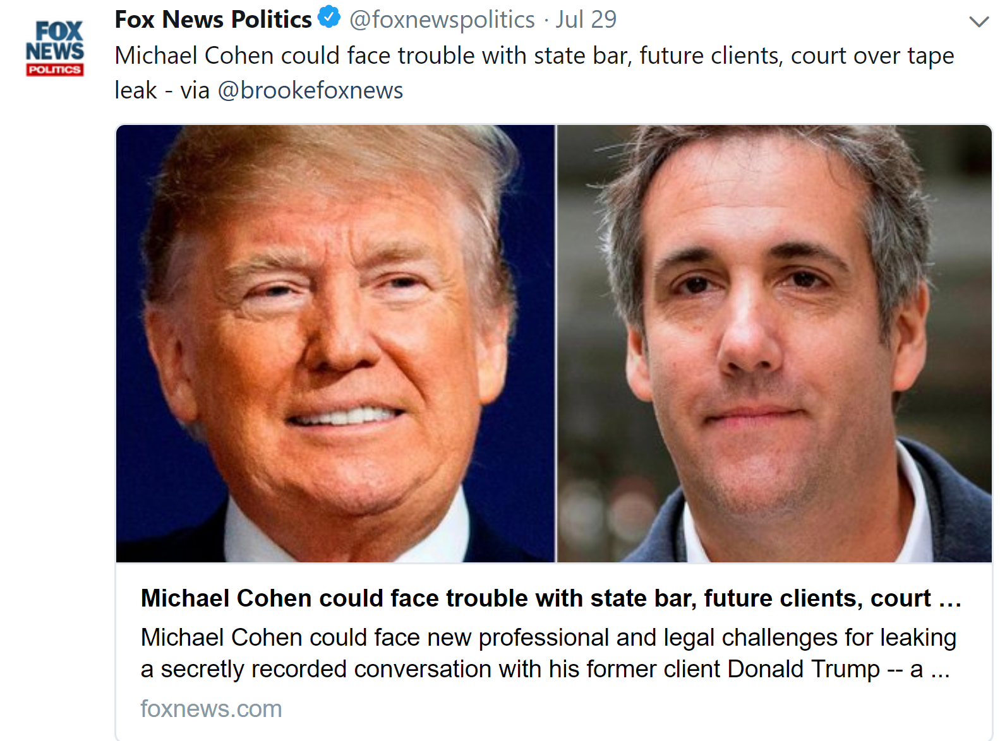 FOX
NEWS
POLITICS
Fox News Politics @foxnewspolitics · Jul 29
Michael Cohen could face trouble with state bar, future clients, court over tape
leak - via @brookefoxnews
Michael Cohen could face trouble with state bar, future clients, court ...
Michael Cohen could face new professional and legal challenges for leaking
a secretly recorded conversation with his former client Donald Trump -- a ...
foxnews.com